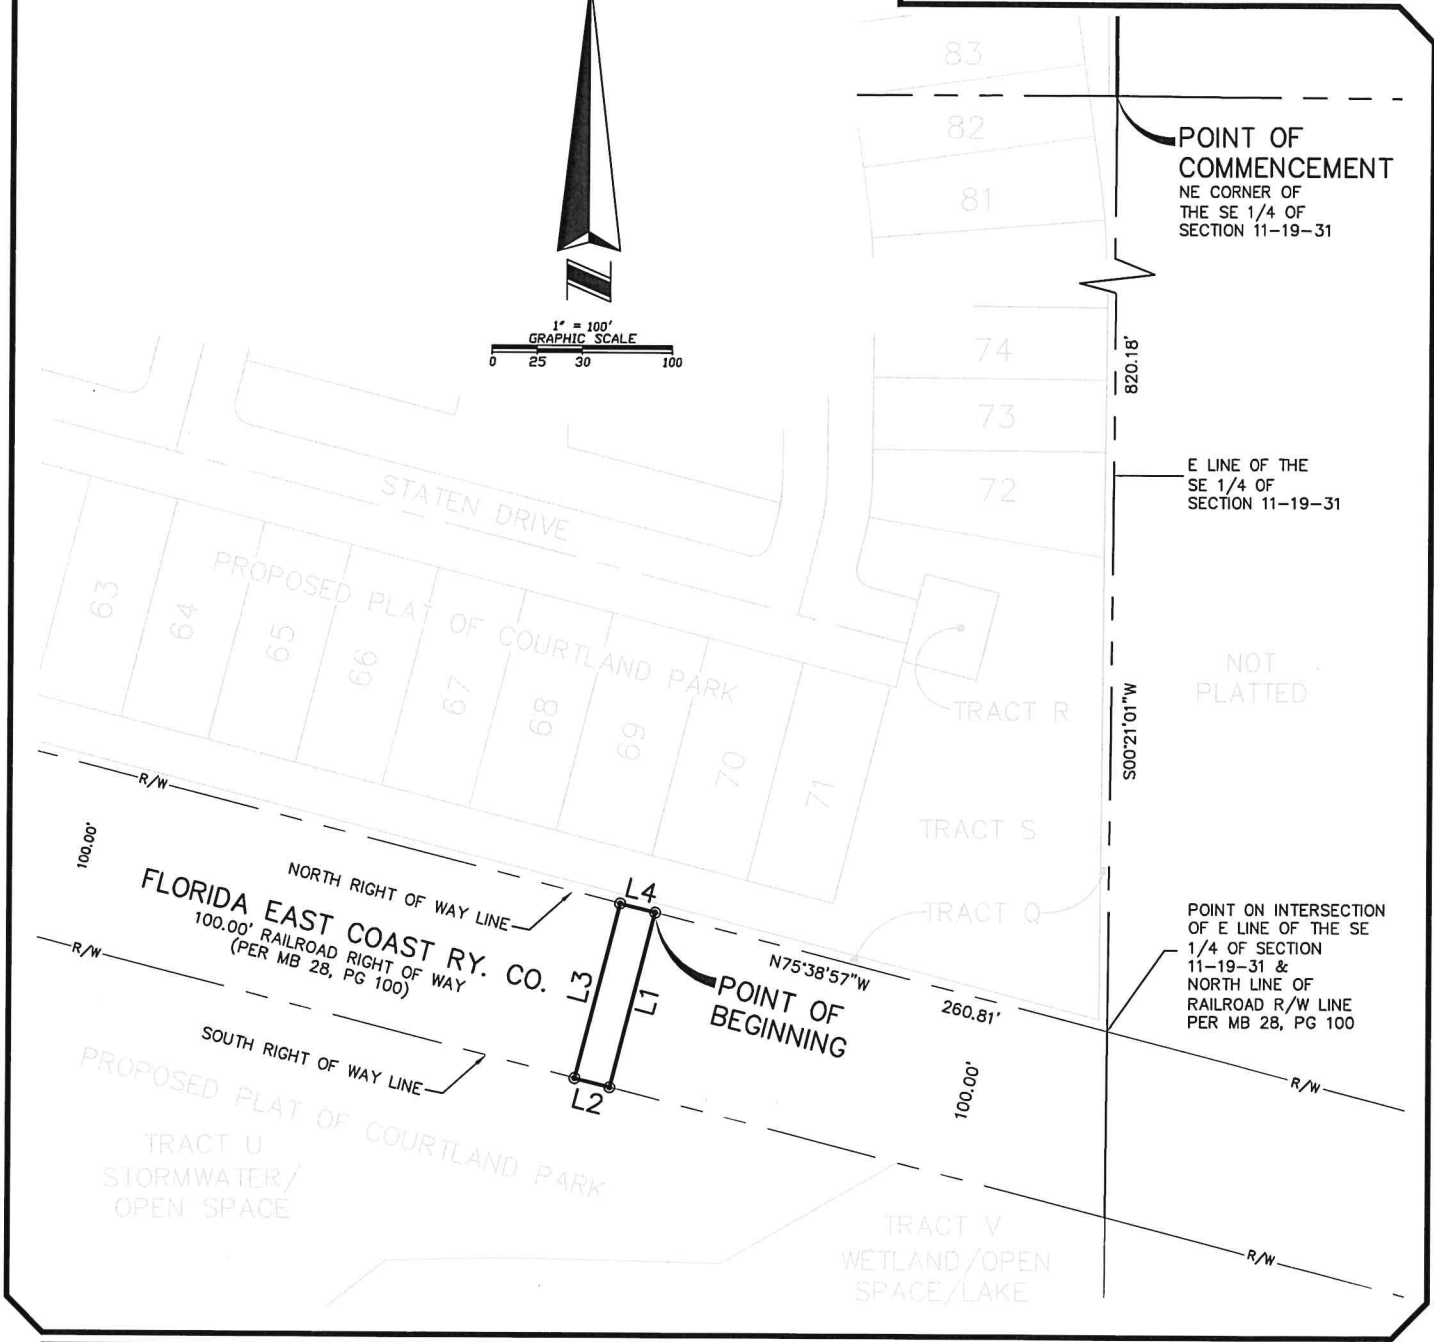 83
82
81
POINT OF
COMMENCEMENT
NE CORNER OF
THE SE 1/4 OF
SECTION 11-19-31
1" = 100'
GRAPHIC SCALE
0 25 30 100
74
73
72
820.18'
E LINE OF THE
SE 1/4 OF
SECTION 11-19-31
STATEN DRIVE
PROPOSED PLAT OF COURTLAND PARK
63
64
65
66
67
68
69
70
71
TRACT R
NOT
PLATTED
S00°21'01"W
TRACT S
TRACT Q
R/W
100.00'
NORTH RIGHT OF WAY LINE
FLORIDA EAST COAST RY. CO.
100.00' RAILROAD RIGHT OF WAY
(PER MB 28, PG 100)
R/W
SOUTH RIGHT OF WAY LINE
L4
L3
L1
L2
POINT OF
BEGINNING
N75°38'57"W
260.81'
100.00'
POINT ON INTERSECTION
OF E LINE OF THE SE
1/4 OF SECTION
11-19-31 &
NORTH LINE OF
RAILROAD R/W LINE
PER MB 28, PG 100
R/W
R/W
PROPOSED PLAT OF COURTLAND PARK
TRACT U
STORMWATER/
OPEN SPACE
TRACT V
WETLAND/OPEN
SPACE/LAKE